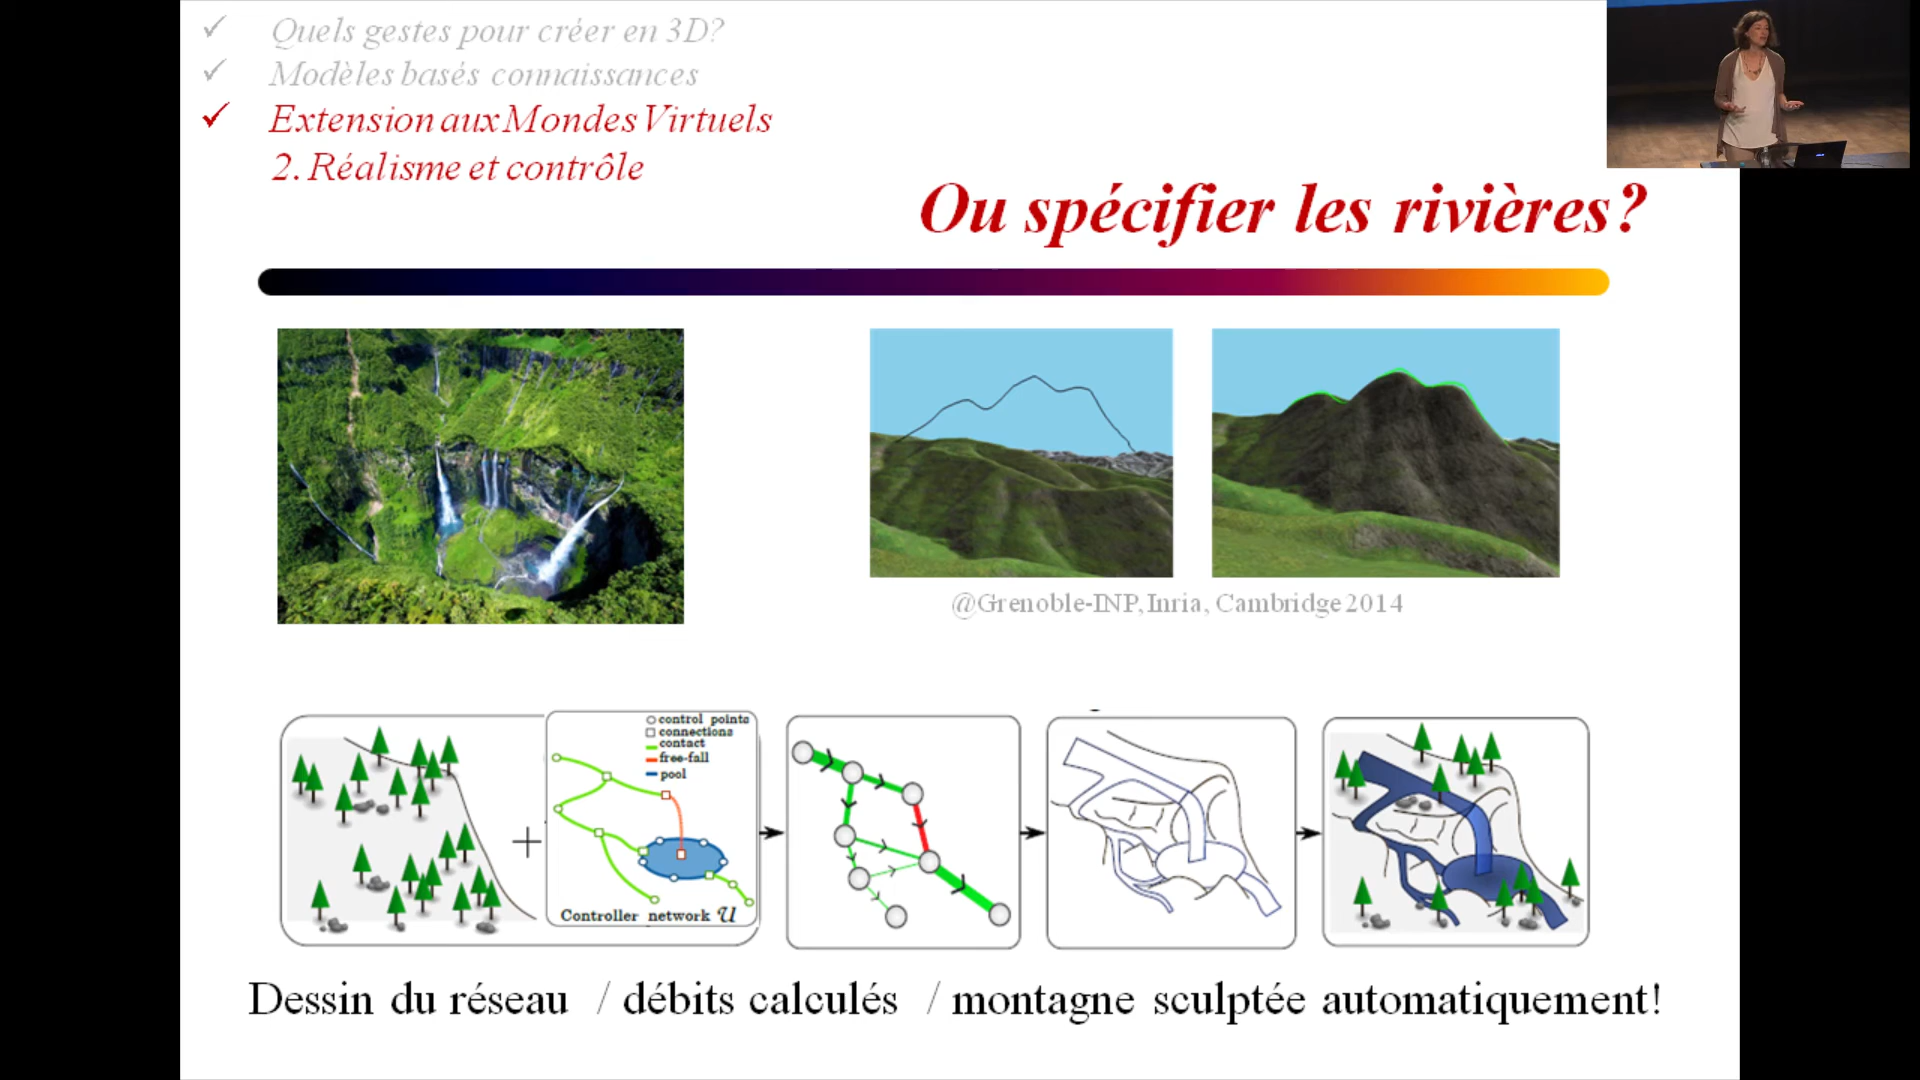 Quels gestes pour créer en 3D?
Modèles basés connaissances
Extension aux Mondes Virtuels
2. Réalisme et contrôle
Ou spécifier les rivières?
@Grenoble-INP, Inria, Cambridge 2014
control points
connections
contact
free-fall
pool
+
Controller network U
Dessin du réseau / débits calculés / montagne sculptée automatiquement!